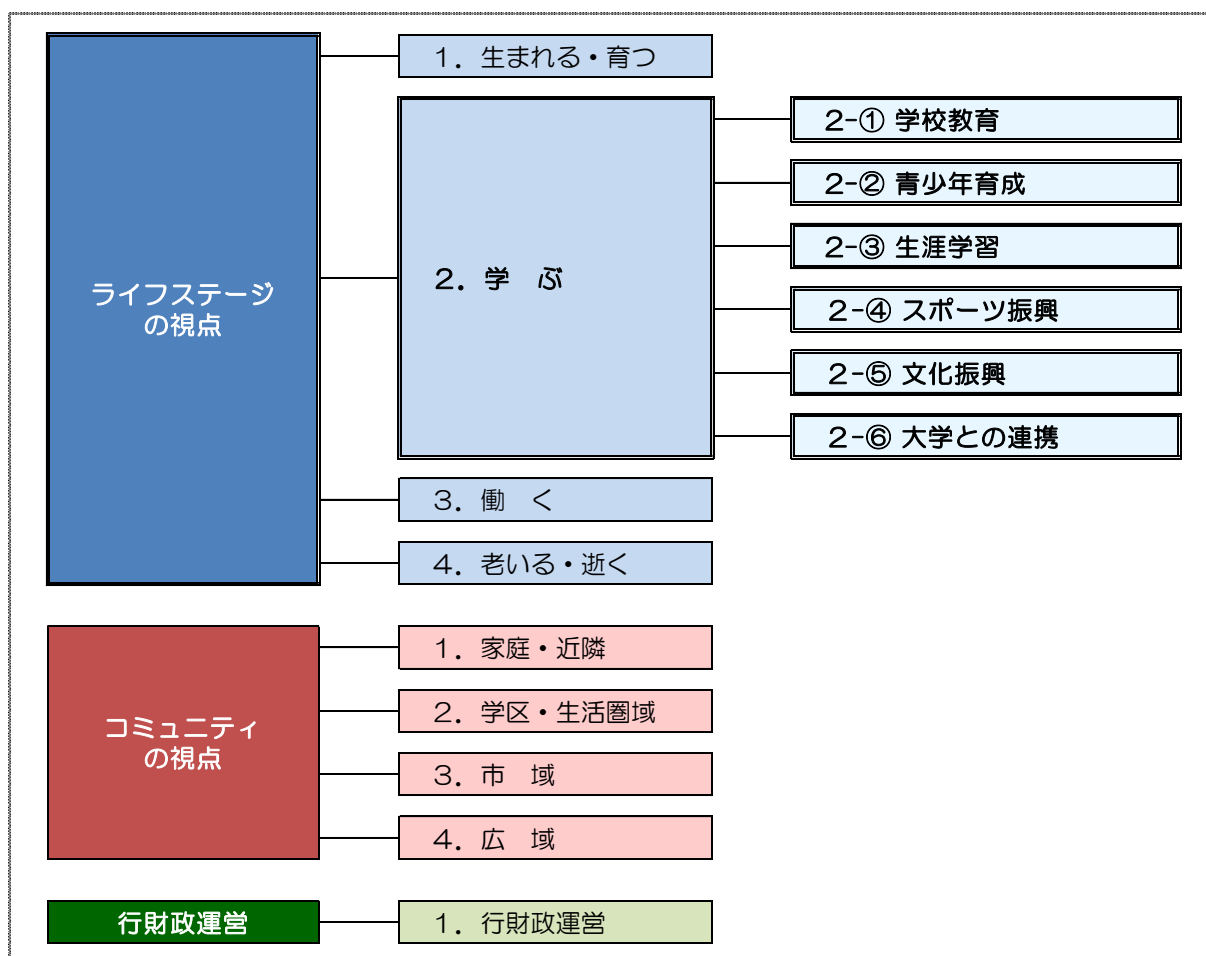 ライフステージ
の視点
1．生まれる・育つ
2．学　ぶ
2-① 学校教育
2-② 青少年育成
2-③ 生涯学習
2-④ スポーツ振興
2-⑤ 文化振興
2-⑥ 大学との連携
3．働　く
4．老いる・逝く
コミュニティ
の視点
1．家庭・近隣
2．学区・生活圏域
3．市　域
4．広　域
行財政運営
1．行財政運営